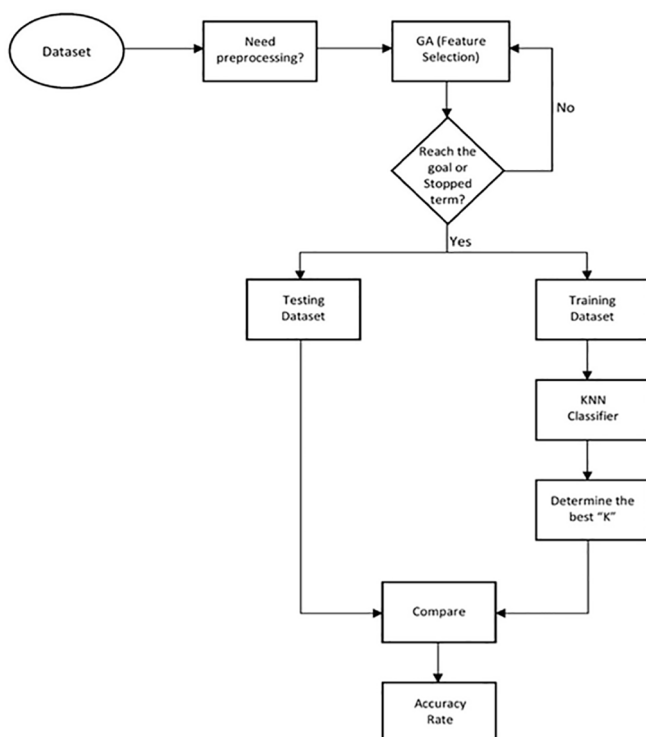 Dataset
Need
preprocessing?
GA (Feature
Selection)
No
Reach the
goal or
Stopped
term?
Yes
Testing
Dataset
Training
Dataset
KNN
Classifier
Determine the
best “K”
Compare
Accuracy
Rate